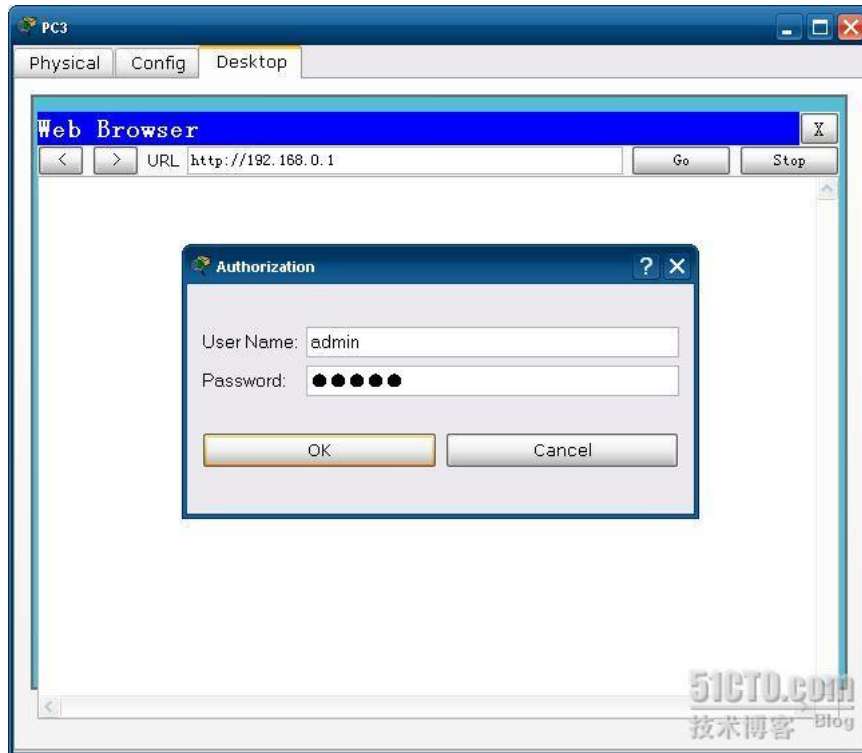 PC3
Physical Config Desktop
Web Browser X
< > URL http://192.168.0.1 Go Stop
Authorization
User Name: admin
Password: ●●●●●
OK Cancel
51CTO.com
技术博客 Blog